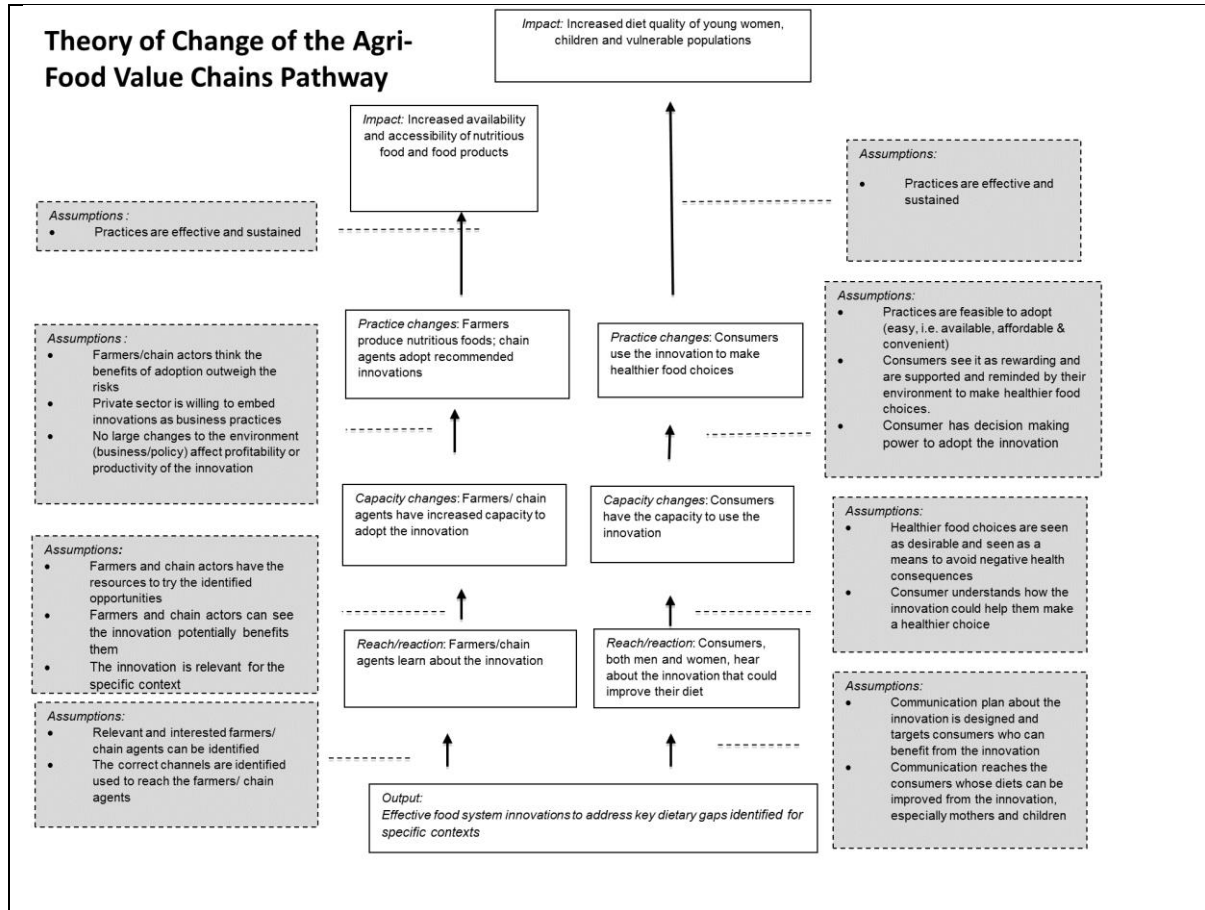 Theory of Change of the Agri-
Food Value Chains Pathway
Impact: Increased diet quality of young women,
children and vulnerable populations
Impact: Increased availability
and accessibility of nutritious
food and food products
Assumptions:
• Practices are effective and
sustained
Assumptions :
• Practices are effective and sustained
Assumptions :
• Farmers/chain actors think the
benefits of adoption outweigh the
risks
• Private sector is willing to embed
innovations as business practices
• No large changes to the environment
(business/policy) affect profitability or
productivity of the innovation
Practice changes: Farmers
produce nutritious foods; chain
agents adopt recommended
innovations
Practice changes: Consumers
use the innovation to make
healthier food choices
Assumptions:
• Practices are feasible to adopt
(easy, i.e. available, affordable &
convenient)
• Consumers see it as rewarding and
are supported and reminded by their
environment to make healthier food
choices.
• Consumer has decision making
power to adopt the innovation
Capacity changes: Farmers/ chain
agents have increased capacity to
adopt the innovation
Capacity changes: Consumers
have the capacity to use the
innovation
Assumptions:
• Healthier food choices are seen
as desirable and seen as a
means to avoid negative health
consequences
• Consumer understands how the
innovation could help them make
a healthier choice
Assumptions:
• Farmers and chain actors have the
resources to try the identified
opportunities
• Farmers and chain actors can see
the innovation potentially benefits
them
• The innovation is relevant for the
specific context
Reach/reaction: Farmers/chain
agents learn about the innovation
Reach/reaction: Consumers,
both men and women, hear
about the innovation that could
improve their diet
Assumptions:
• Communication plan about the
innovation is designed and
targets consumers who can
benefit from the innovation
• Communication reaches the
consumers whose diets can be
improved from the innovation,
especially mothers and children
Assumptions:
• Relevant and interested farmers/
chain agents can be identified
• The correct channels are identified
used to reach the farmers/ chain
agents
Output:
Effective food system innovations to address key dietary gaps identified for
specific contexts